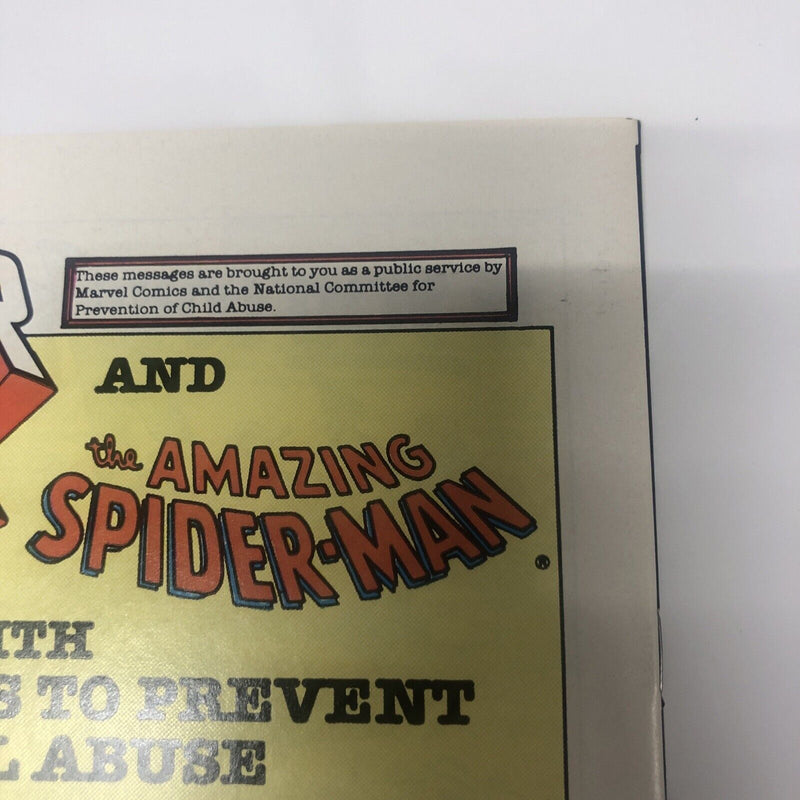 These messages are brought to you as a public service by
Marvel Comics and the National Committee for
Prevention of Child Abuse.
R
AND
the AMAZING
SPIDER-MAN
®
ITH
S TO PREVENT
L ABUSE